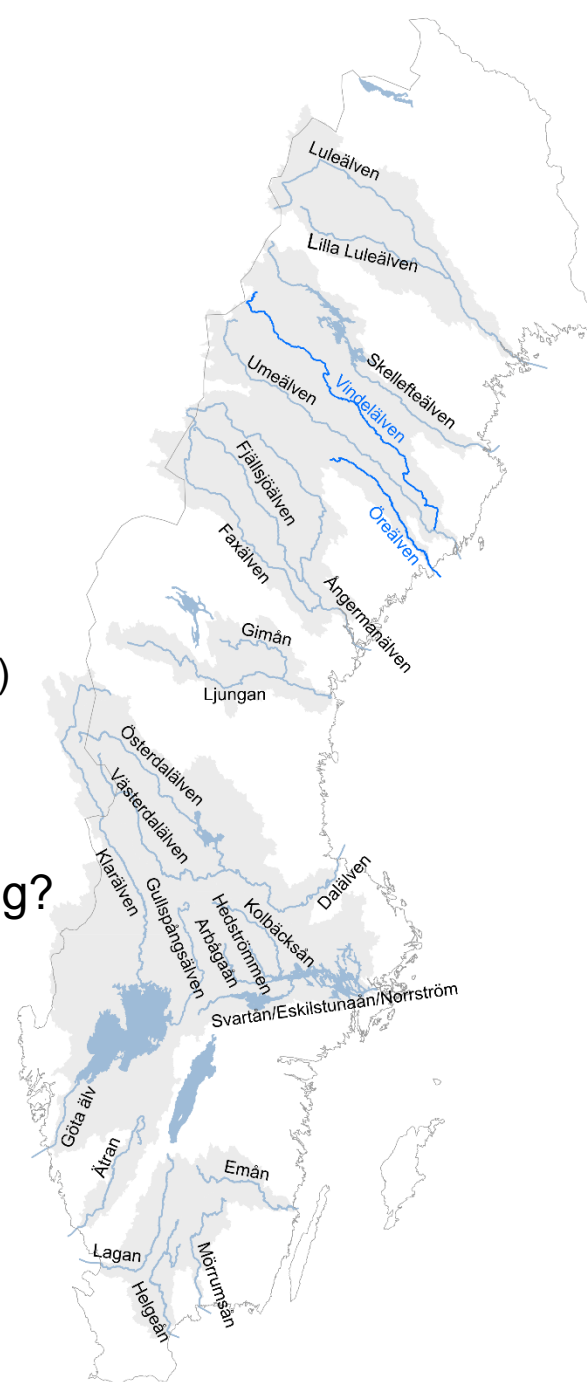 Luleälven
Lilla Luleälven
Skellefteälven
Umeälven
Vindelälven
Fjällsjöälven
Öreälven
Faxälven
Ångermanälven
Gimån
)
Ljungan
Österdalälven
Västerdalälven
Klarälven
g?
Dalälven
Gullspångsälven
Arbågaån
Hedströmmen
Kolbäcksån
Svartån/Eskilstunaån/Norrström
Göta älv
Ätran
Emån
Lagan
Mörrumsån
Helgeån